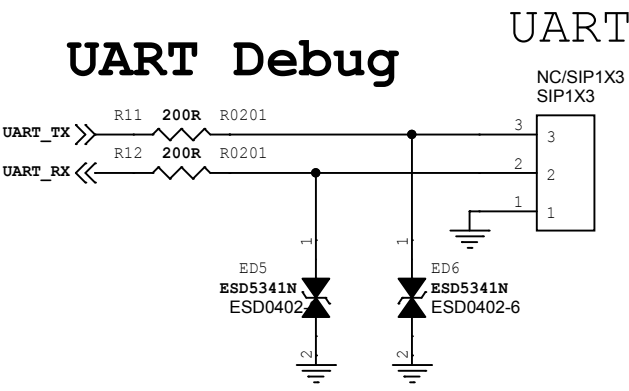 UART
UART Debug
NC/SIP1X3
SIP1X3
R11 200R R0201
UART_TX
3 3
R12 200R R0201
UART_RX
2 2
1 1
1 1
ED5 ED6
ESD5341N ESD5341N
ESD0402- ESD0402-6
2 2